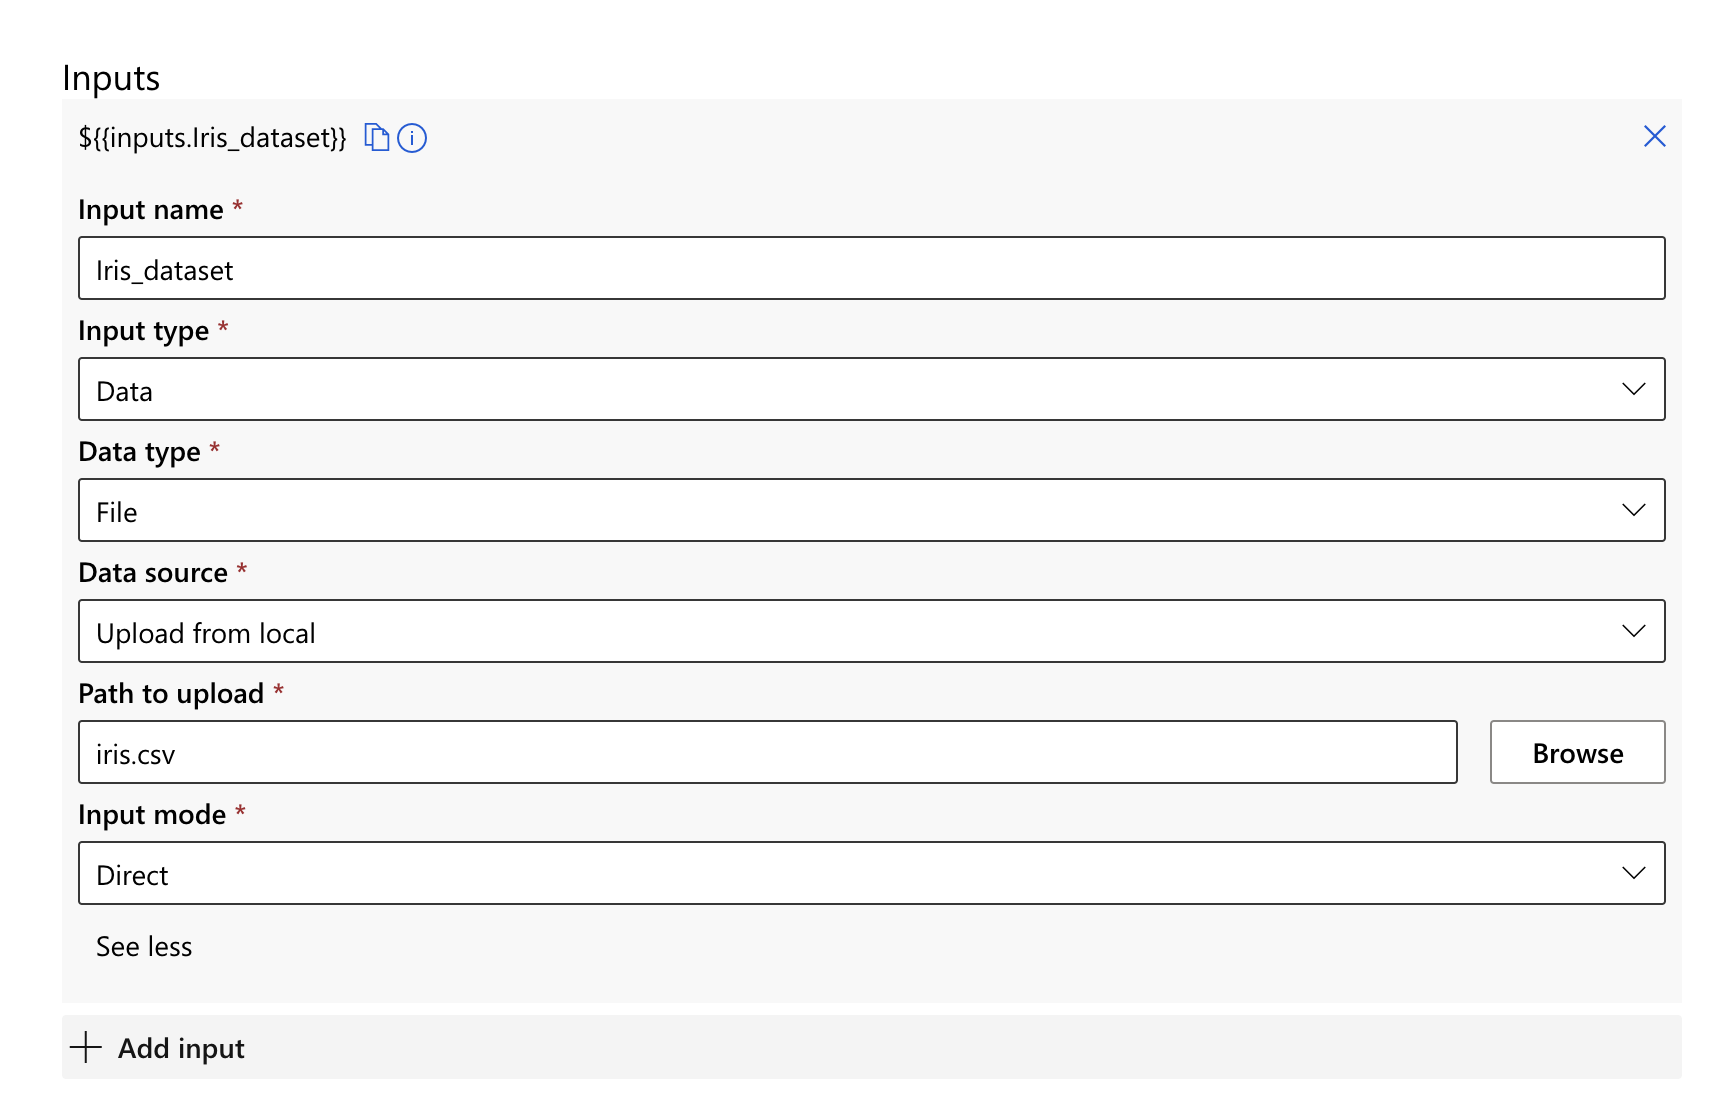 Inputs
${{inputs.Iris_dataset}}
Input name *
Iris_dataset
Input type *
Data
Data type *
File
Data source *
Upload from local
Path to upload *
iris.csv
Browse
Input mode *
Direct
See less
Add input